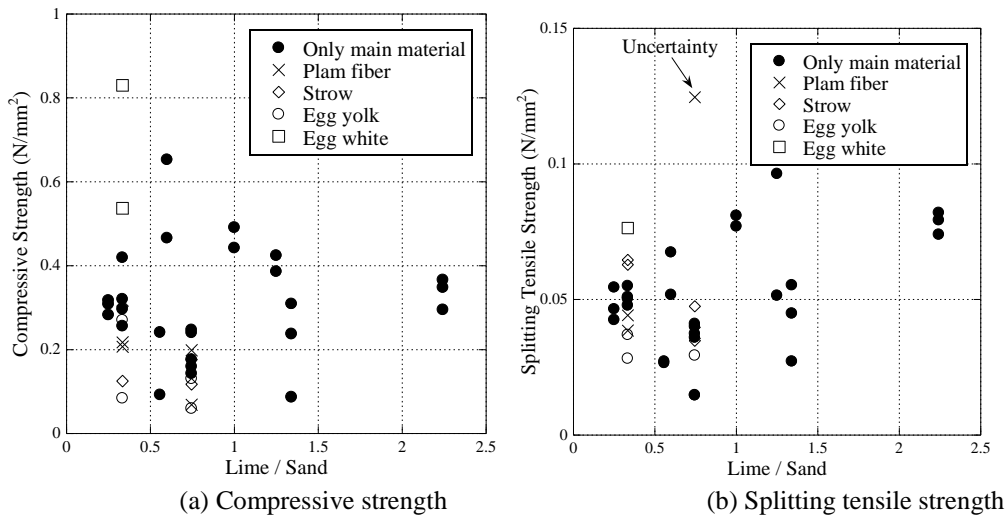 1
0.8
0.6
0.4
0.2
0
Compressive Strength (N/mm²)
Only main material
Plam fiber
Strow
Egg yolk
Egg white
0 0.5 1 1.5 2 2.5
Lime / Sand
(a) Compressive strength
0.15
0.1
0.05
0
Splitting Tensile Strength (N/mm²)
Uncertainty
Only main material
Plam fiber
Strow
Egg yolk
Egg white
0 0.5 1 1.5 2 2.5
Lime / Sand
(b) Splitting tensile strength